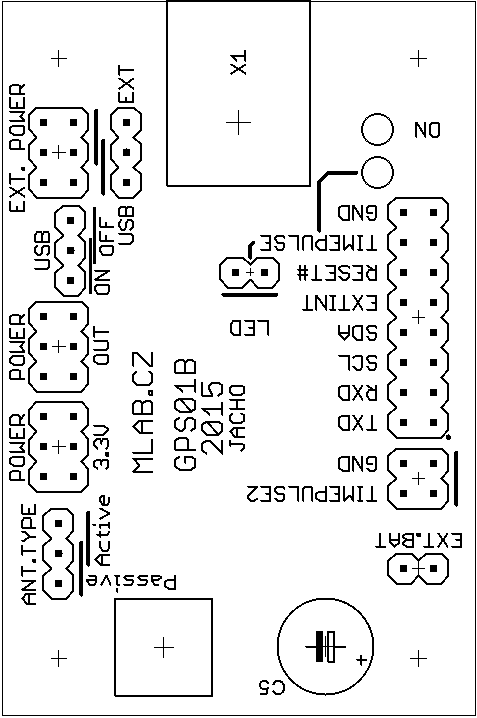 X1
EXT. POWER
EXT
USB
ON
USB
OFF
ON
GND
TIMEPULSE
RESET#
EXTINT
SDA
SCL
RXD
TXD
LED
POWER
OUT
MLAB.CZ
GPS01B
2015
JACHO
POWER
3.3V
GND
TIMEPULSE2
ANT.TYPE
Active
Passive
EXT.BAT
C5
+